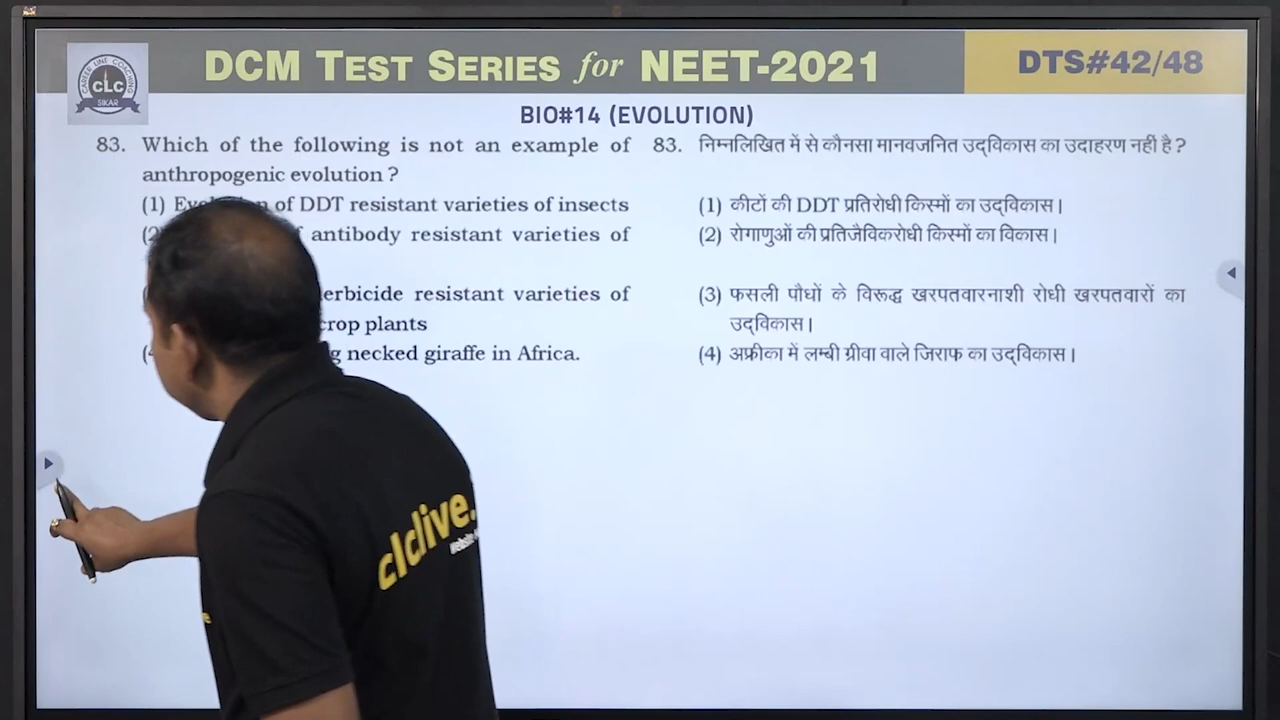 CAREER LINE COACHING
CLC
SIKAR
DCM TEST SERIES for NEET-2021
DTS#42/48
BIO#14 (EVOLUTION)
83. Which of the following is not an example of
anthropogenic evolution ?
(1) of DDT resistant varieties of insects
antibody resistant varieties of
resistant varieties of
crop plants
necked giraffe in Africa.
83. निम्नलिखित में से कौनसा मानवजनित उद्‌विकास का उदाहरण नहीं है ?
(1) कीटों की DDT प्रतिरोधी किस्मों का उद्‌विकास।
(2) रोगाणुओं की प्रतिजैविकरोधी किस्मों का विकास।
(3) फसली पौधों के विरूद्ध खरपतवारनाशी रोधी खरपतवारों का
उद्‌विकास।
(4) अफ्रीका में लम्बी ग्रीवा वाले जिराफ का उद्‌विकास।
clclive.